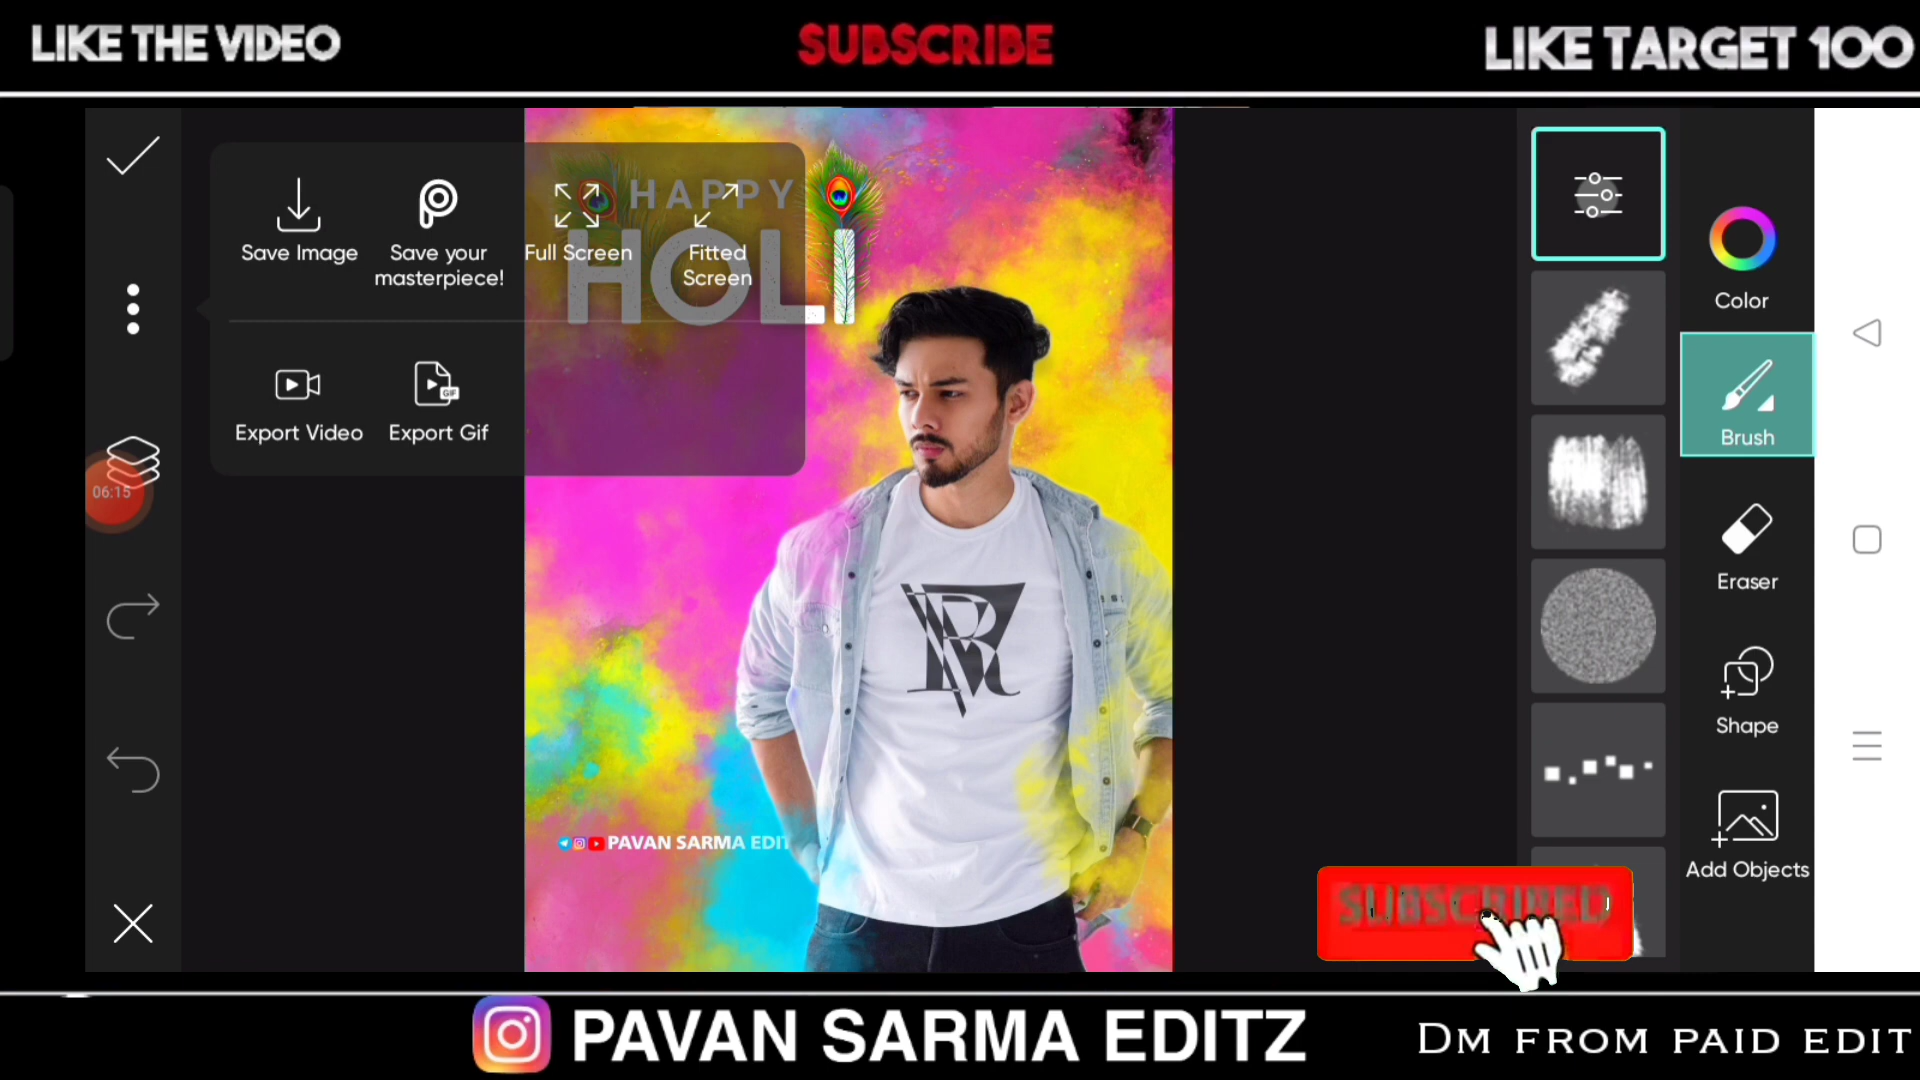 LIKE THE VIDEO
SUBSCRIBE
LIKE TARGET 100
Save Image
Save your
masterpiece!
Full Screen
Fitted
Screen
HAPPY
HOLI
Export Video
Export Gif
GIF
06:15
Color
Brush
Eraser
Shape
Add Objects
PAVAN SARMA EDIT
SUBSCRIBED
PAVAN SARMA EDITZ
DM FROM PAID EDIT